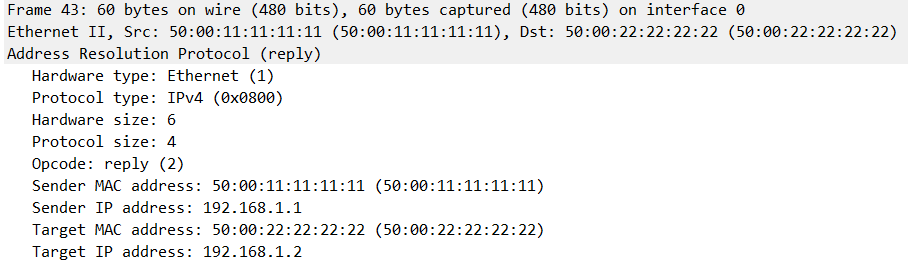 Frame 43: 60 bytes on wire (480 bits), 60 bytes captured (480 bits) on interface 0
Ethernet II, Src: 50:00:11:11:11:11 (50:00:11:11:11:11), Dst: 50:00:22:22:22:22 (50:00:22:22:22:22)
Address Resolution Protocol (reply)
Hardware type: Ethernet (1)
Protocol type: IPv4 (0x0800)
Hardware size: 6
Protocol size: 4
Opcode: reply (2)
Sender MAC address: 50:00:11:11:11:11 (50:00:11:11:11:11)
Sender IP address: 192.168.1.1
Target MAC address: 50:00:22:22:22:22 (50:00:22:22:22:22)
Target IP address: 192.168.1.2